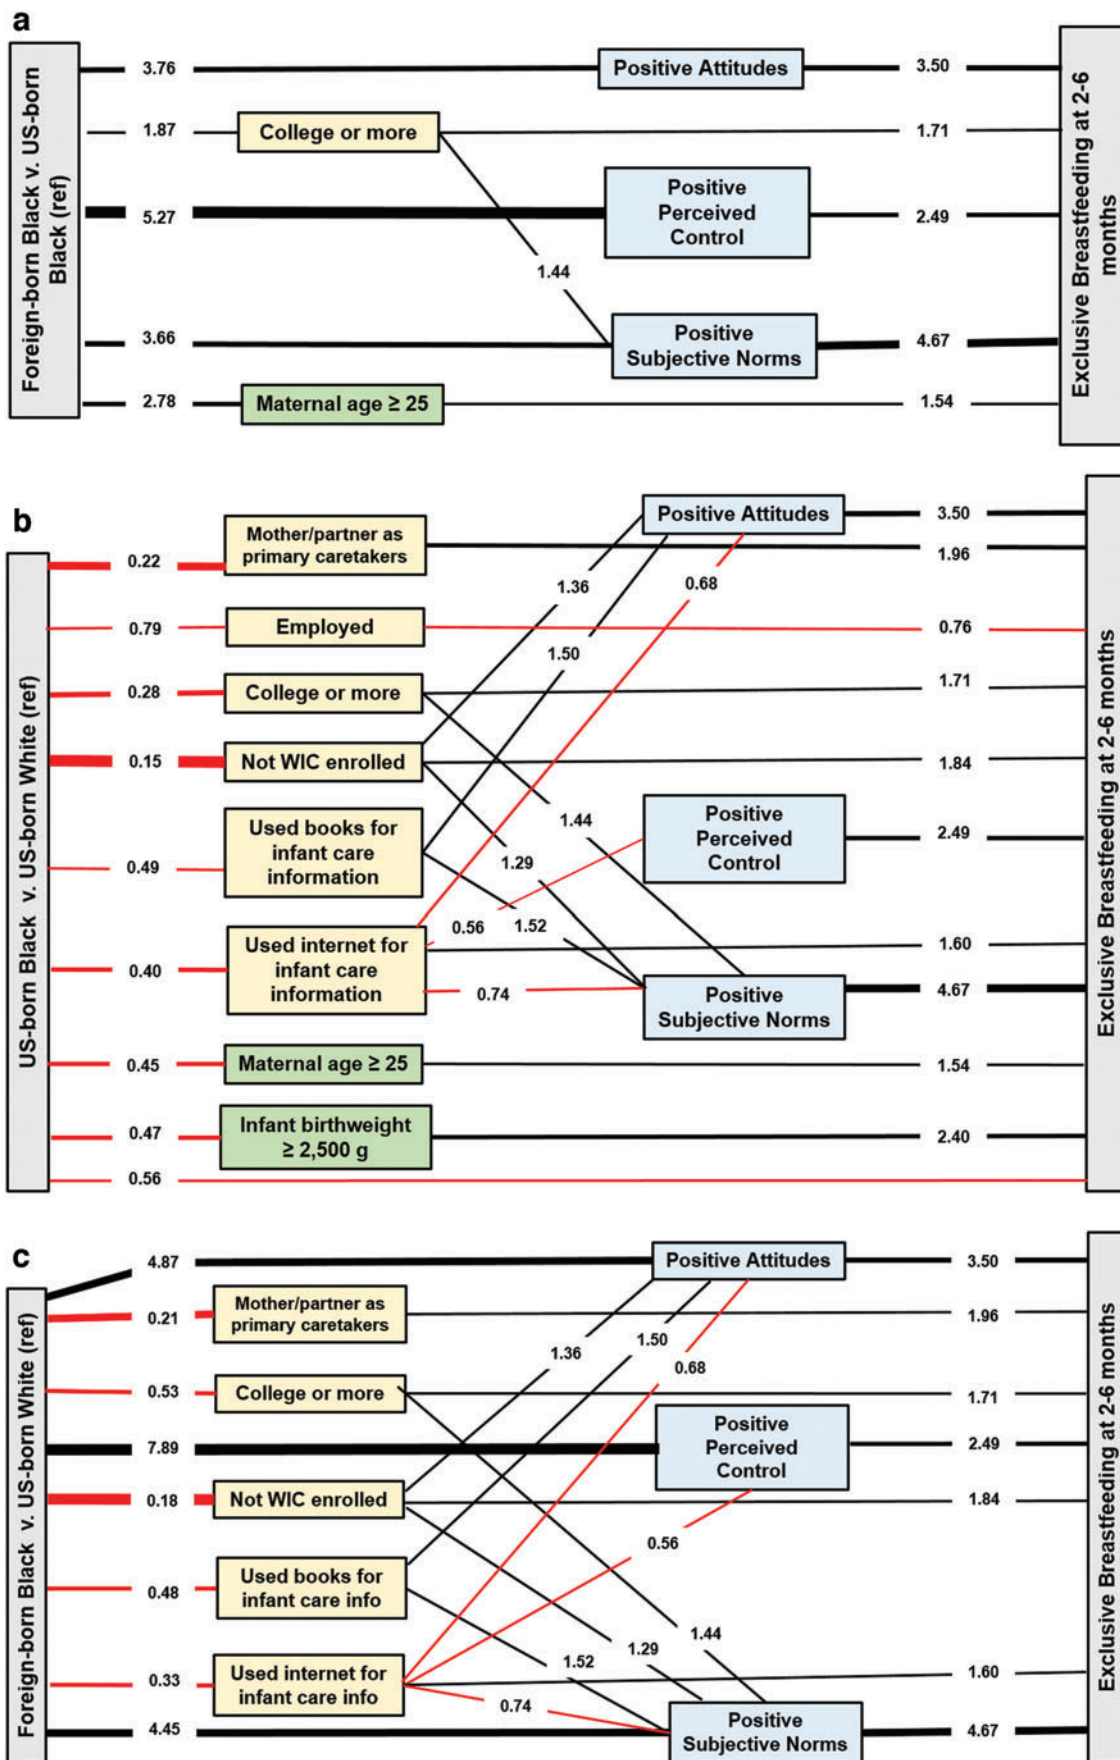 a
Foreign-born Black v. US-born
Black (ref)
3.76
Positive Attitudes
3.50
1.87
College or more
1.71
5.27
Positive
Perceived
Control
2.49
1.44
3.66
Positive
Subjective Norms
4.67
2.78
Maternal age ≥ 25
1.54
Exclusive Breastfeeding at 2-6
months
b
US-born Black v. US-born White (ref)
Positive Attitudes
3.50
0.22
Mother/partner as
primary caretakers
1.96
1.36
0.68
0.79
Employed
0.76
1.50
0.28
College or more
1.71
0.15
Not WIC enrolled
1.84
Positive
Perceived
Control
2.49
1.44
0.49
Used books for
infant care
information
1.29
0.56
1.52
0.40
Used internet for
infant care
information
1.60
0.74
Positive
Subjective Norms
4.67
0.45
Maternal age ≥ 25
1.54
0.47
Infant birthweight
≥ 2,500 g
2.40
0.56
Exclusive Breastfeeding at 2-6 months
c
Foreign-born Black v. US-born White (ref)
4.87
Positive Attitudes
3.50
0.21
Mother/partner as
primary caretakers
1.96
1.36
1.50
0.68
0.53
College or more
1.71
7.89
Positive
Perceived
Control
2.49
0.18
Not WIC enrolled
1.84
0.56
0.48
Used books for
infant care info
1.52
1.29
1.44
0.33
Used internet for
infant care info
1.60
0.74
4.45
Positive
Subjective Norms
4.67
Exclusive Breastfeeding at 2-6 months